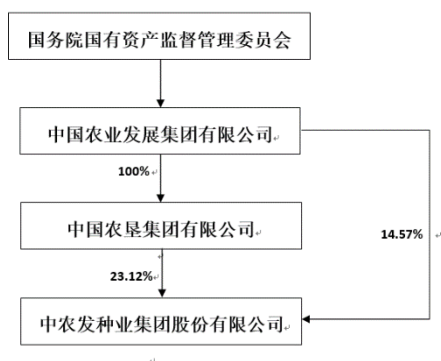 国务院国有资产监督管理委员会
中国农业发展集团有限公司
100%
中国农垦集团有限公司
14.57%
23.12%
中农发种业集团股份有限公司